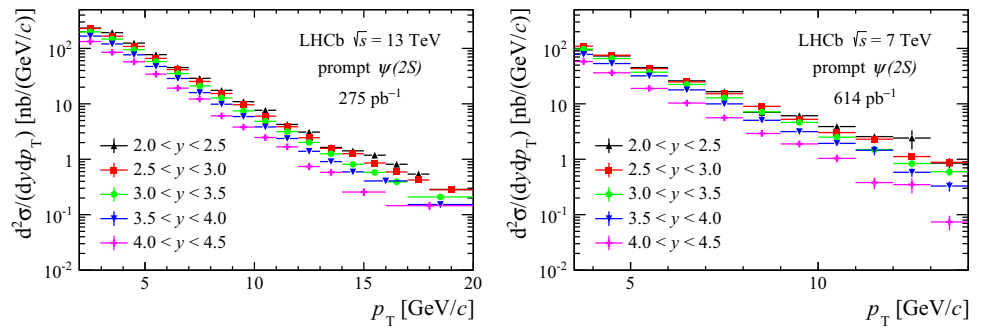 d²σ/(dydp_T) [nb/(GeV/c)]
10²
10
1
10⁻¹
10⁻²
LHCb √s = 13 TeV
prompt ψ(2S)
275 pb⁻¹
2.0 < y < 2.5
2.5 < y < 3.0
3.0 < y < 3.5
3.5 < y < 4.0
4.0 < y < 4.5
5 10 15 20
p_T [GeV/c]
d²σ/(dydp_T) [nb/(GeV/c)]
10²
10
1
10⁻¹
10⁻²
LHCb √s = 7 TeV
prompt ψ(2S)
614 pb⁻¹
2.0 < y < 2.5
2.5 < y < 3.0
3.0 < y < 3.5
3.5 < y < 4.0
4.0 < y < 4.5
5 10
p_T [GeV/c]